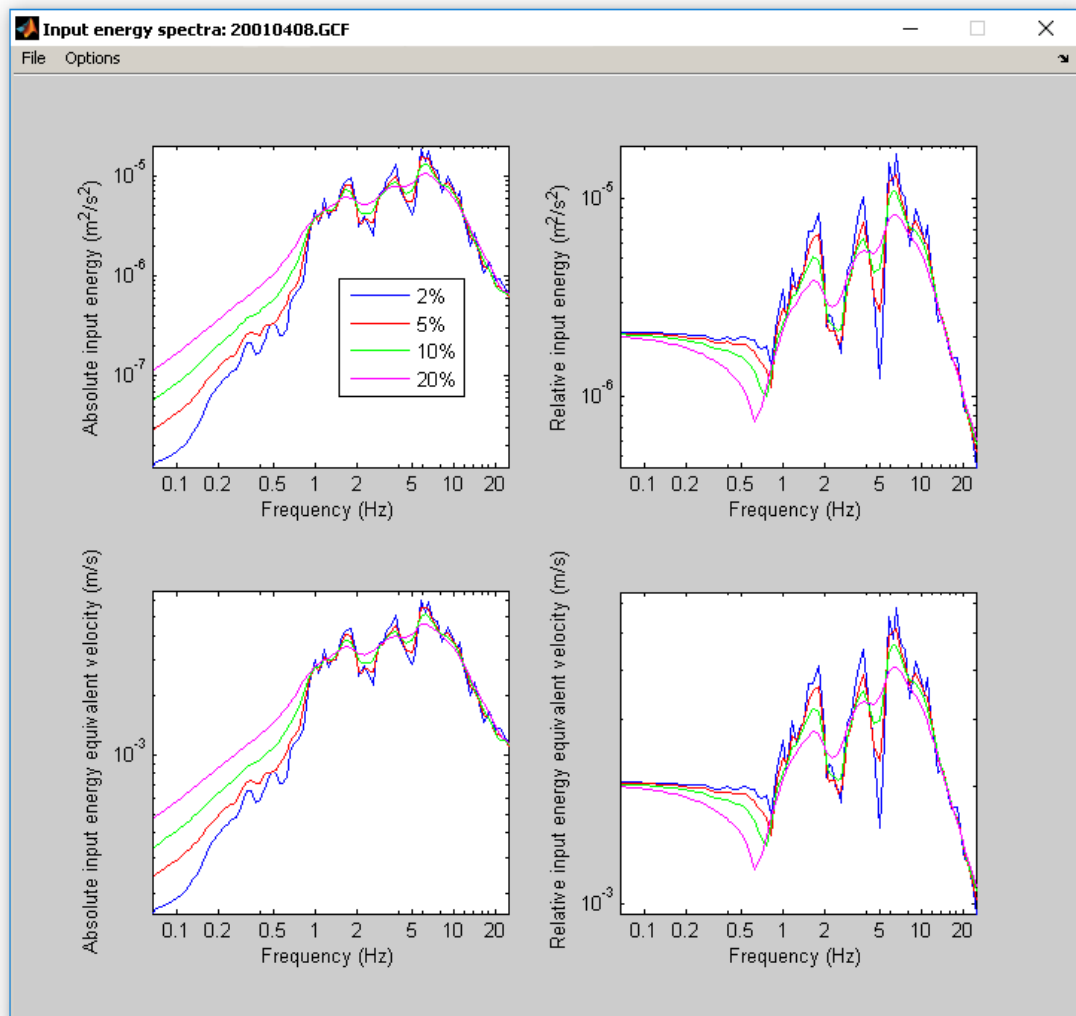 Input energy spectra: 20010408.GCF
File Options
Absolute input energy (m²/s²)
10⁻⁵
10⁻⁶
10⁻⁷
2%
5%
10%
20%
0.1 0.2 0.5 1 2 5 10 20
Frequency (Hz)
Relative input energy (m²/s²)
10⁻⁵
10⁻⁶
0.1 0.2 0.5 1 2 5 10 20
Frequency (Hz)
Absolute input energy equivalent velocity (m/s)
10⁻³
0.1 0.2 0.5 1 2 5 10 20
Frequency (Hz)
Relative input energy equivalent velocity (m/s)
10⁻³
0.1 0.2 0.5 1 2 5 10 20
Frequency (Hz)